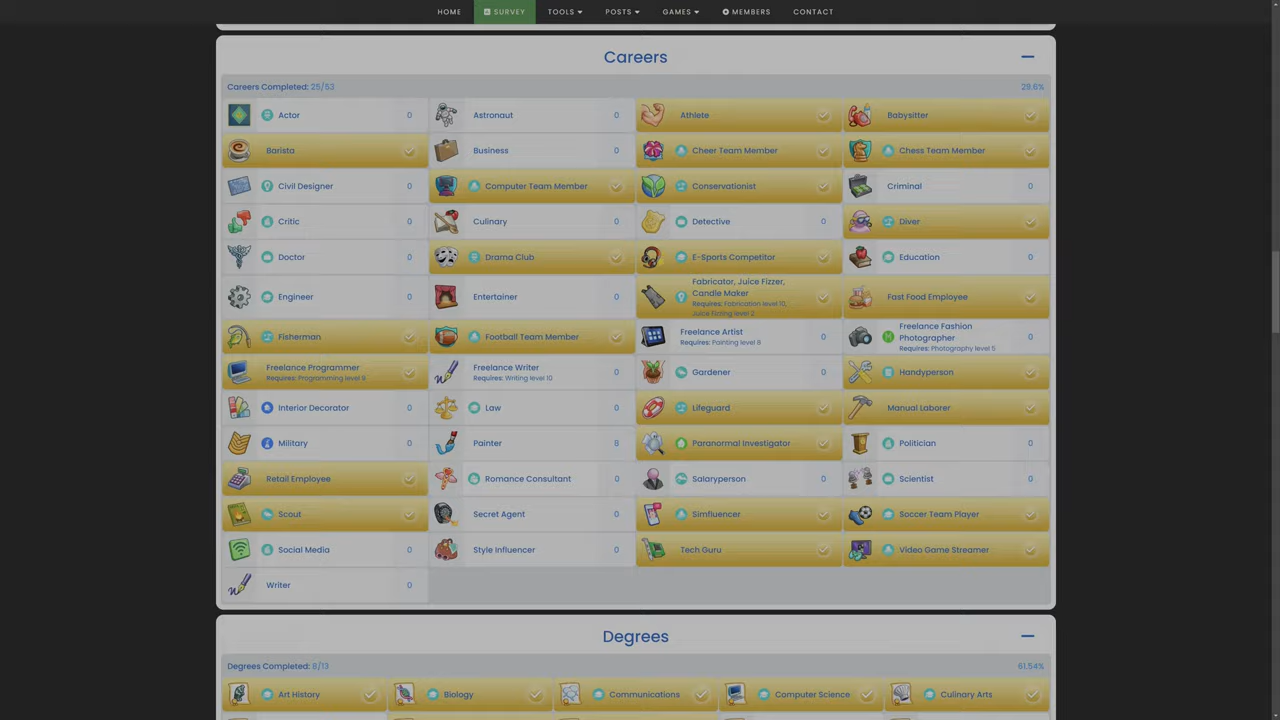 HOME
SURVEY
TOOLS
POSTS
GAMES
MEMBERS
CONTACT
Careers
Careers Completed: 25/53
29.6%
Actor 0
Astronaut 0
Athlete
Babysitter
Barista
Business 0
Cheer Team Member
Chess Team Member
Civil Designer 0
Computer Team Member
Conservationist
Criminal 0
Critic 0
Culinary 0
Detective 0
Diver
Doctor 0
Drama Club
E-Sports Competitor
Education 0
Engineer 0
Entertainer 0
Fabricator, Juice Fizzer,
Candle Maker
Requires: Fabrication level 10,
Juice Fizzing level 2
Fast Food Employee
Fisherman
Football Team Member
Freelance Artist 0
Requires: Painting level 8
Freelance Fashion
Photographer 0
Requires: Photography level 5
Freelance Programmer
Requires: Programming level 9
Freelance Writer 0
Requires: Writing level 10
Gardener 0
Handyperson
Interior Decorator 0
Law 0
Lifeguard
Manual Laborer
Military 0
Painter 8
Paranormal Investigator
Politician 0
Retail Employee
Romance Consultant 0
Salaryperson 0
Scientist 0
Scout
Secret Agent 0
Simfluencer
Soccer Team Player
Social Media 0
Style Influencer 0
Tech Guru
Video Game Streamer
Writer 0
Degrees
Degrees Completed: 8/13
61.54%
Art History
Biology
Communications
Computer Science
Culinary Arts